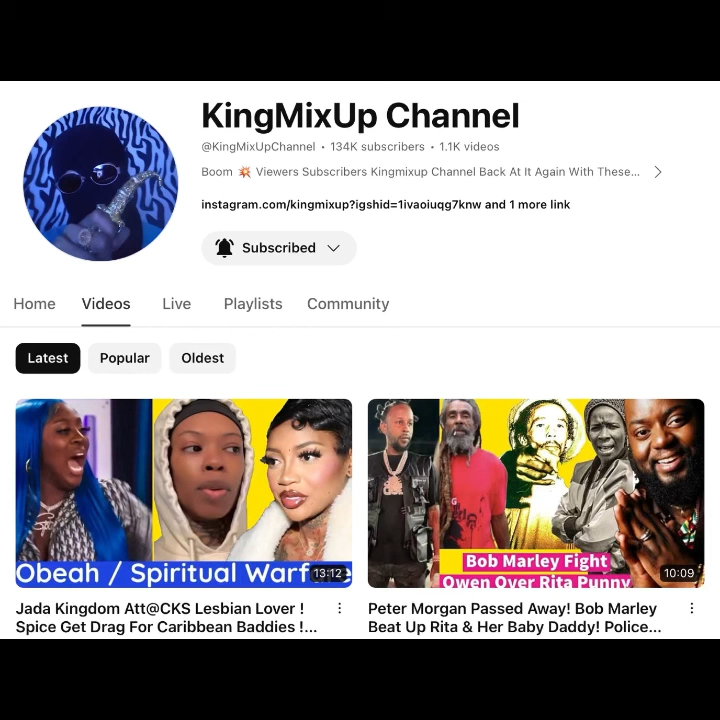 KingMixUp Channel
@KingMixUpChannel • 134K subscribers • 1.1K videos
Boom 💥 Viewers Subscribers Kingmixup Channel Back At It Again With These...
instagram.com/kingmixup?igshid=1ivaoiuqg7knw and 1 more link
Subscribed
Home Videos Live Playlists Community
Latest Popular Oldest
Obeah / Spiritual Warf
13:12
Bob Marley Fight
Owen Over Rita Punny
10:09
Jada Kingdom Att@CKS Lesbian Lover !
Spice Get Drag For Caribbean Baddies !...
Peter Morgan Passed Away! Bob Marley
Beat Up Rita & Her Baby Daddy! Police...